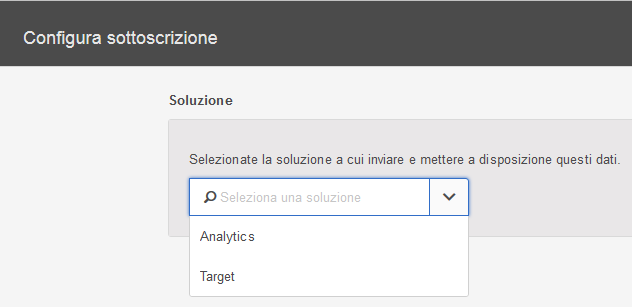 Configura sottoscrizione
Soluzione
Selezionate la soluzione a cui inviare e mettere a disposizione questi dati.
Seleziona una soluzione
Analytics
Target